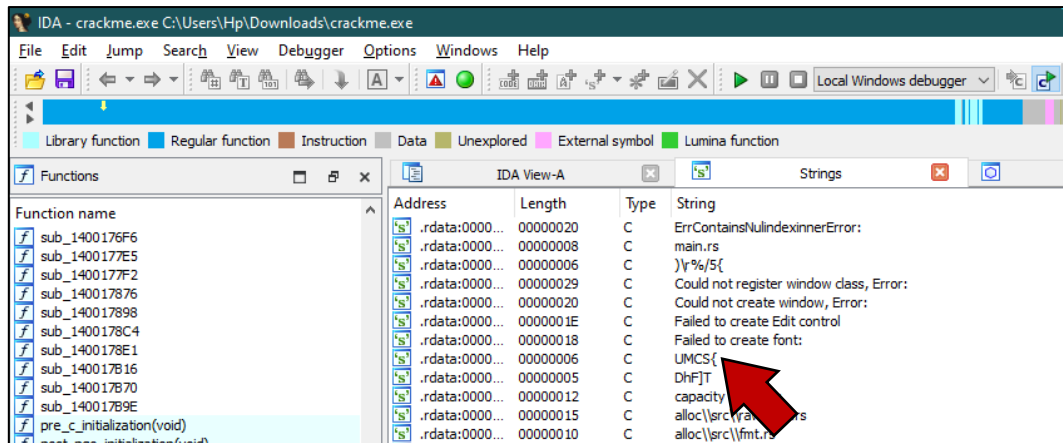 IDA - crackme.exe C:\Users\Hp\Downloads\crackme.exe
File Edit Jump Search View Debugger Options Windows Help
Local Windows debugger
Library function Regular function Instruction Data Unexplored External symbol Lumina function
Functions
IDA View-A Strings
Function name
Address Length Type String
sub_1400176F6
sub_1400177E5
sub_1400177F2
sub_140017876
sub_140017898
sub_1400178C4
sub_1400178E1
sub_140017B16
sub_140017B70
sub_140017B9E
pre_c_initialization(void)
.rdata:0000... 00000020 C ErrContainsNulindexinnerError:
.rdata:0000... 00000008 C main.rs
.rdata:0000... 00000006 C )\r%/5{
.rdata:0000... 00000029 C Could not register window class, Error:
.rdata:0000... 00000020 C Could not create window, Error:
.rdata:0000... 0000001E C Failed to create Edit control
.rdata:0000... 00000018 C Failed to create font:
.rdata:0000... 00000006 C UMCS{
.rdata:0000... 00000005 C DhF]T
.rdata:0000... 00000012 C capacity
.rdata:0000... 00000015 C
.rdata:0000... 00000010 C alloc\\src\\fmt.rs